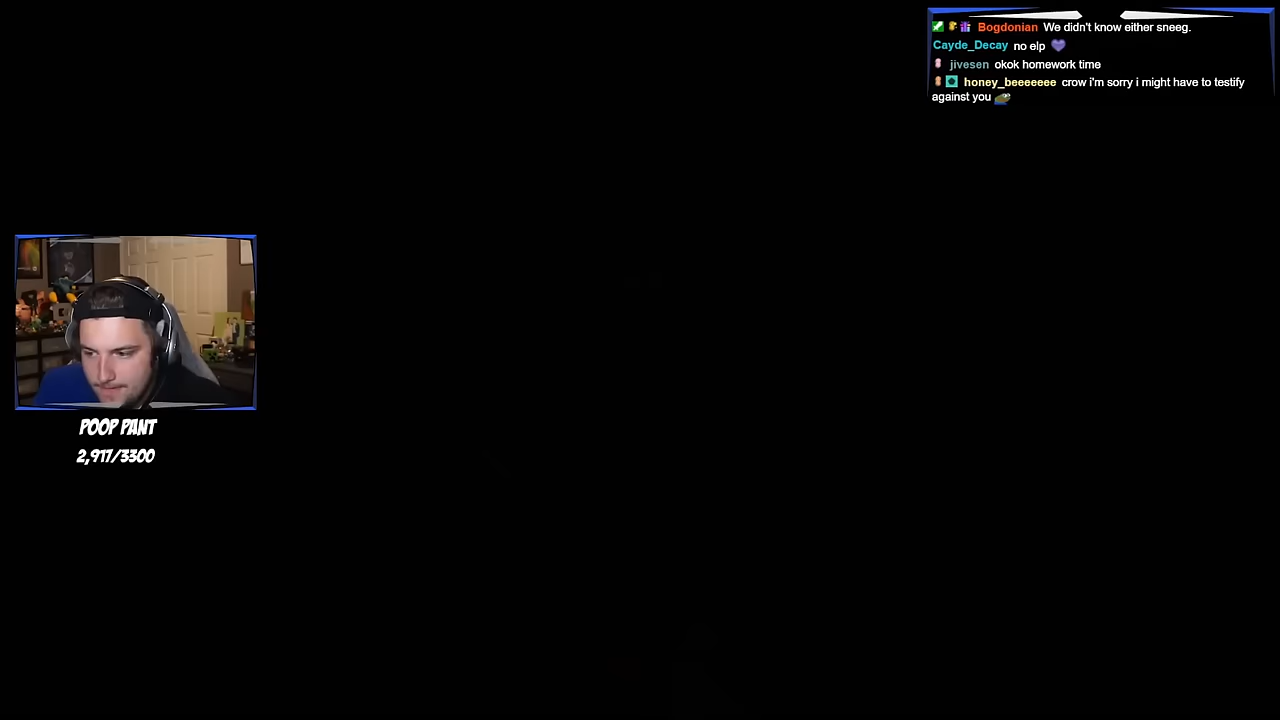 Bogdonian We didn't know either sneeg.
Cayde_Decay no elp
jivesen okok homework time
honey_beeeeeee crow i'm sorry i might have to testify
against you
POOP PANT
2,917/3300